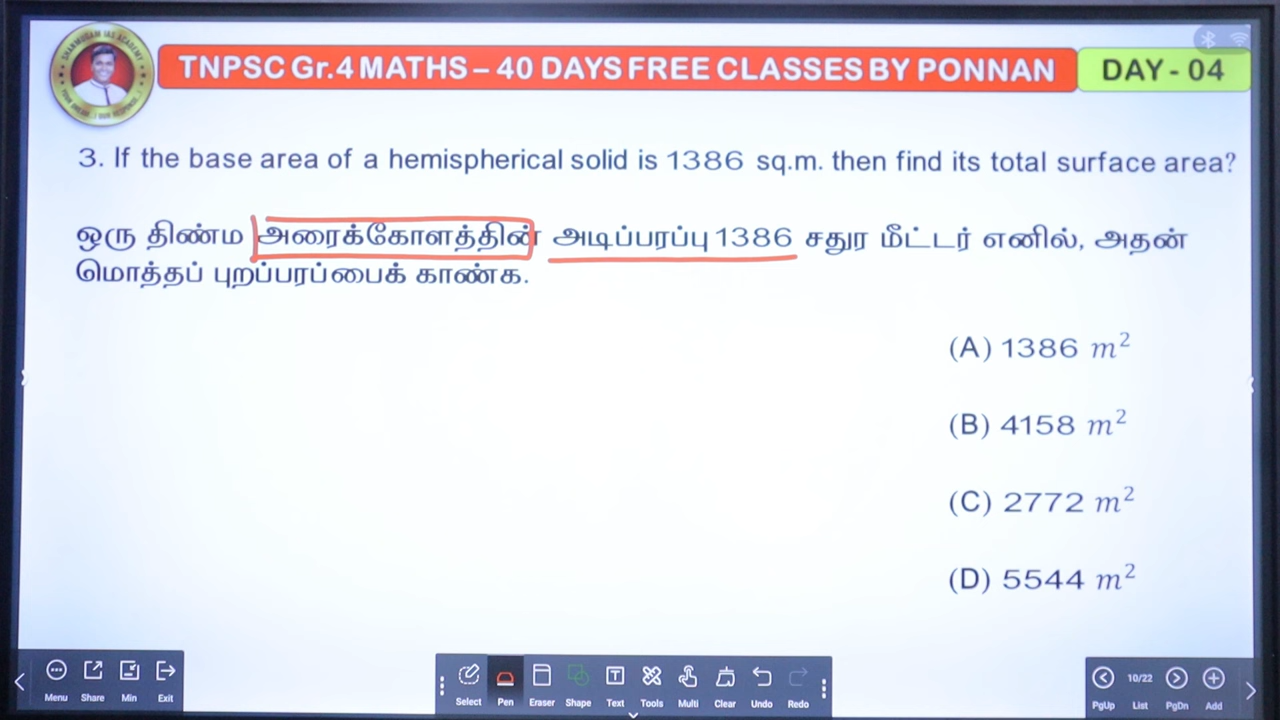 SHANMUGAM IAS ACADEMY
TNPSC Gr.4 MATHS – 40 DAYS FREE CLASSES BY PONNAN
DAY - 04
3. If the base area of a hemispherical solid is 1386 sq.m. then find its total surface area?
ஒரு திண்ம அரைக்கோளத்தின் அடிப்பரப்பு 1386 சதுர மீட்டர் எனில், அதன்
மொத்தப் புறப்பரப்பைக் காண்க.
(A) 1386 m²
(B) 4158 m²
(C) 2772 m²
(D) 5544 m²
Menu Share Min Exit
Select Pen Eraser Shape Text Tools Multi Clear Undo Redo
10/22
PgUp List PgDn Add